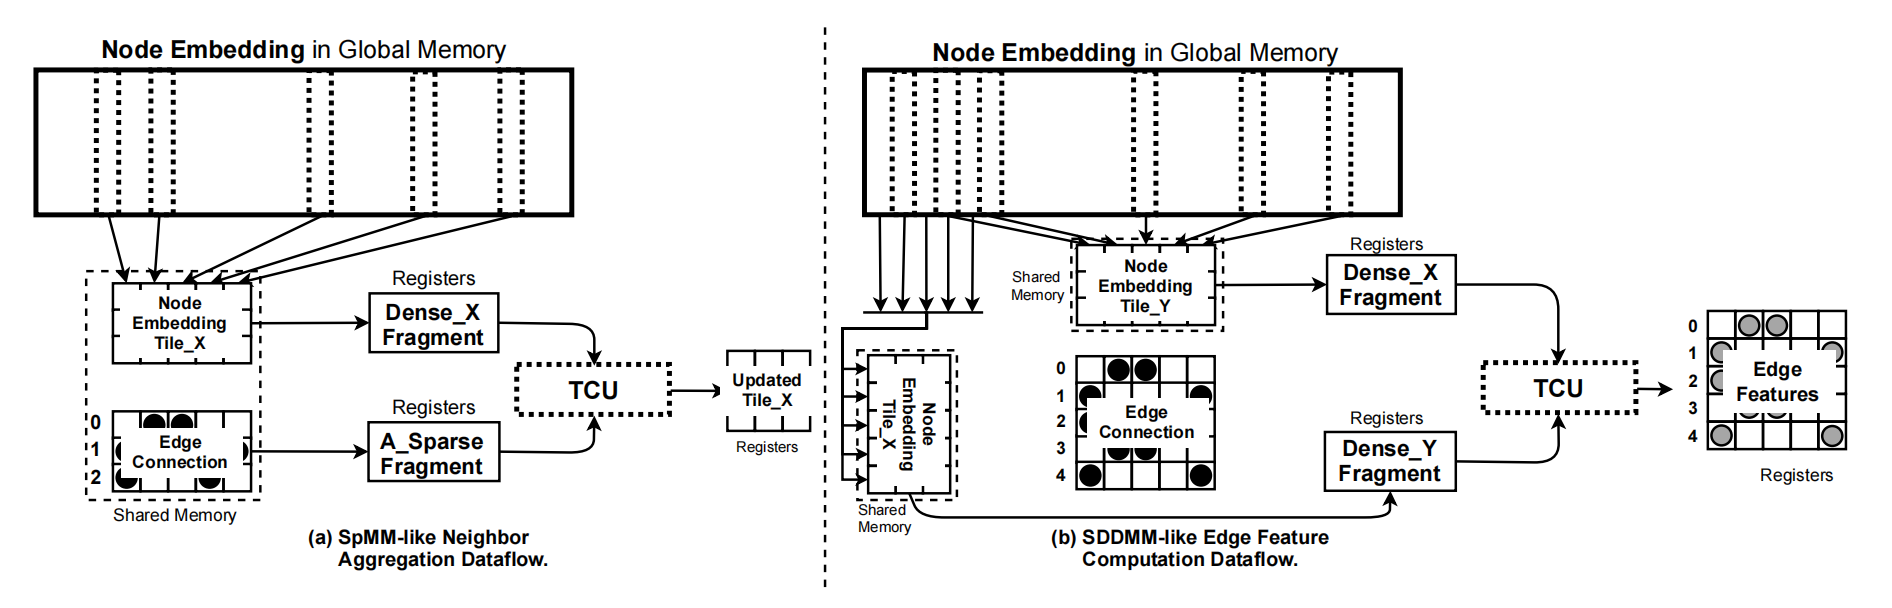 Node Embedding in Global Memory
Node
Embedding
Tile_X
0
1
2
Edge
Connection
Shared Memory
Registers
Dense_X
Fragment
Registers
A_Sparse
Fragment
TCU
Updated
Tile_X
Registers
(a) SpMM-like Neighbor
Aggregation Dataflow.
Node Embedding in Global Memory
Shared
Memory
Node
Embedding
Tile_Y
Node
Embedding
Tile_X
Shared
Memory
0
1
2
3
4
Edge
Connection
Registers
Dense_X
Fragment
Registers
Dense_Y
Fragment
TCU
0
1
2
3
4
Edge
Features
Registers
(b) SDDMM-like Edge Feature
Computation Dataflow.